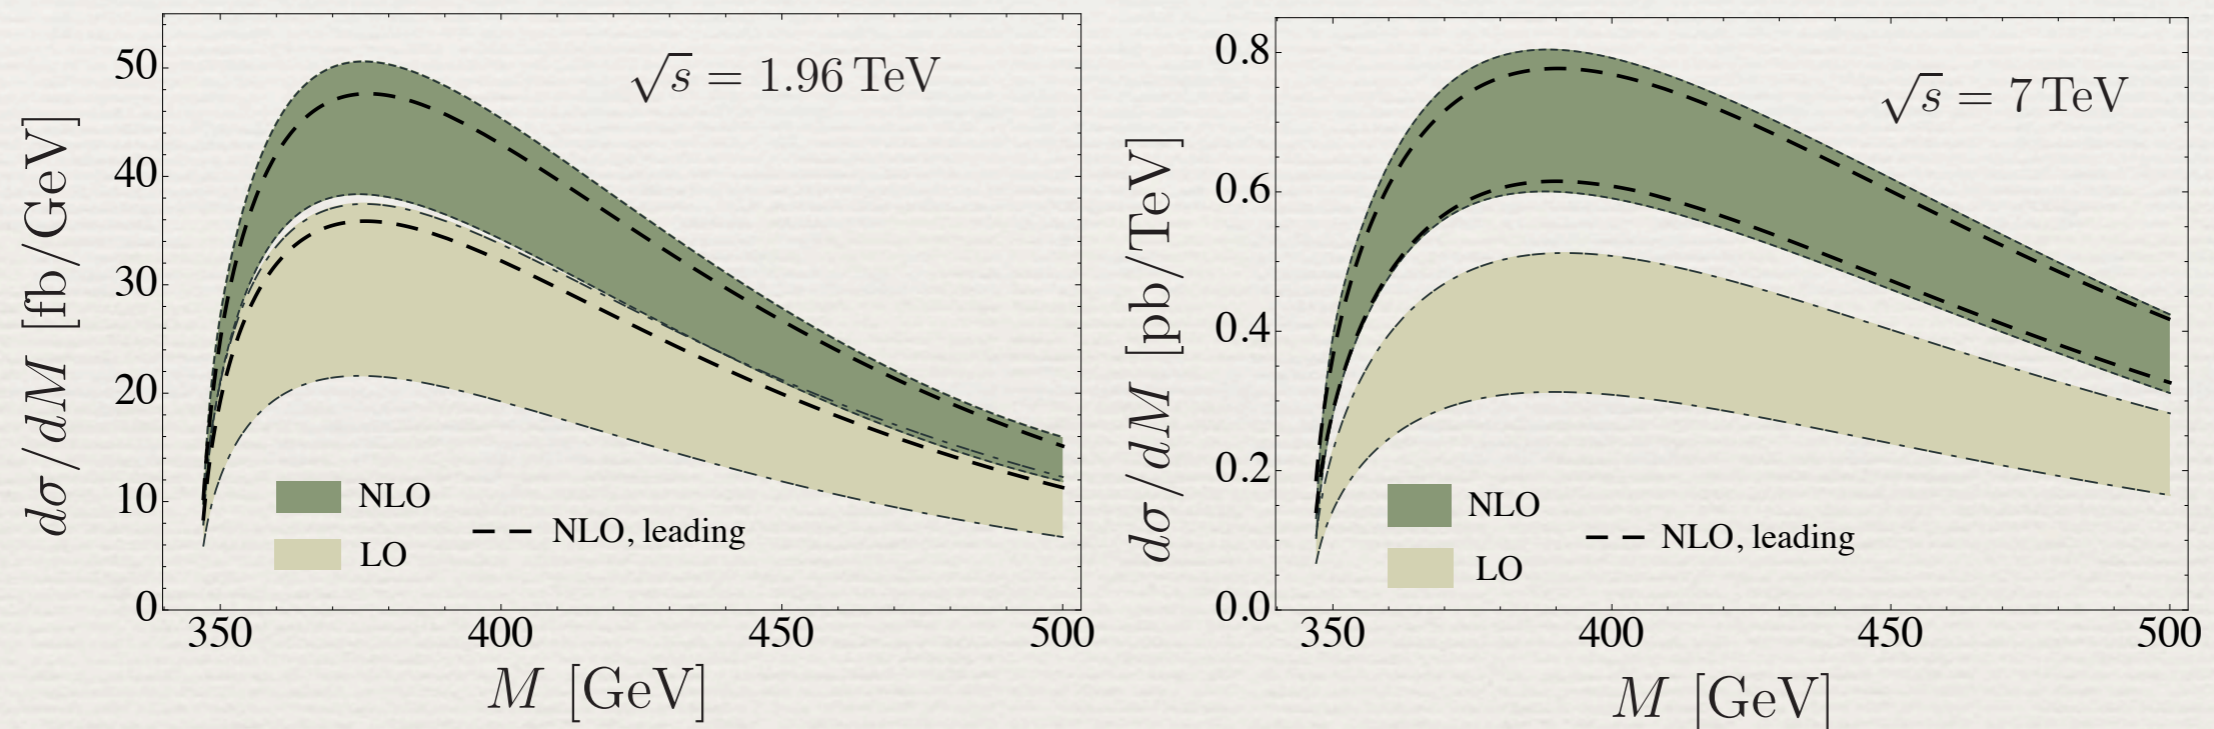 50
40
30
20
10
0
dσ/dM [fb/GeV]
√s = 1.96 TeV
NLO
LO
NLO, leading
350 400 450 500
M [GeV]
0.8
0.6
0.4
0.2
0.0
dσ/dM [pb/TeV]
√s = 7 TeV
NLO
LO
NLO, leading
350 400 450 500
M [GeV]